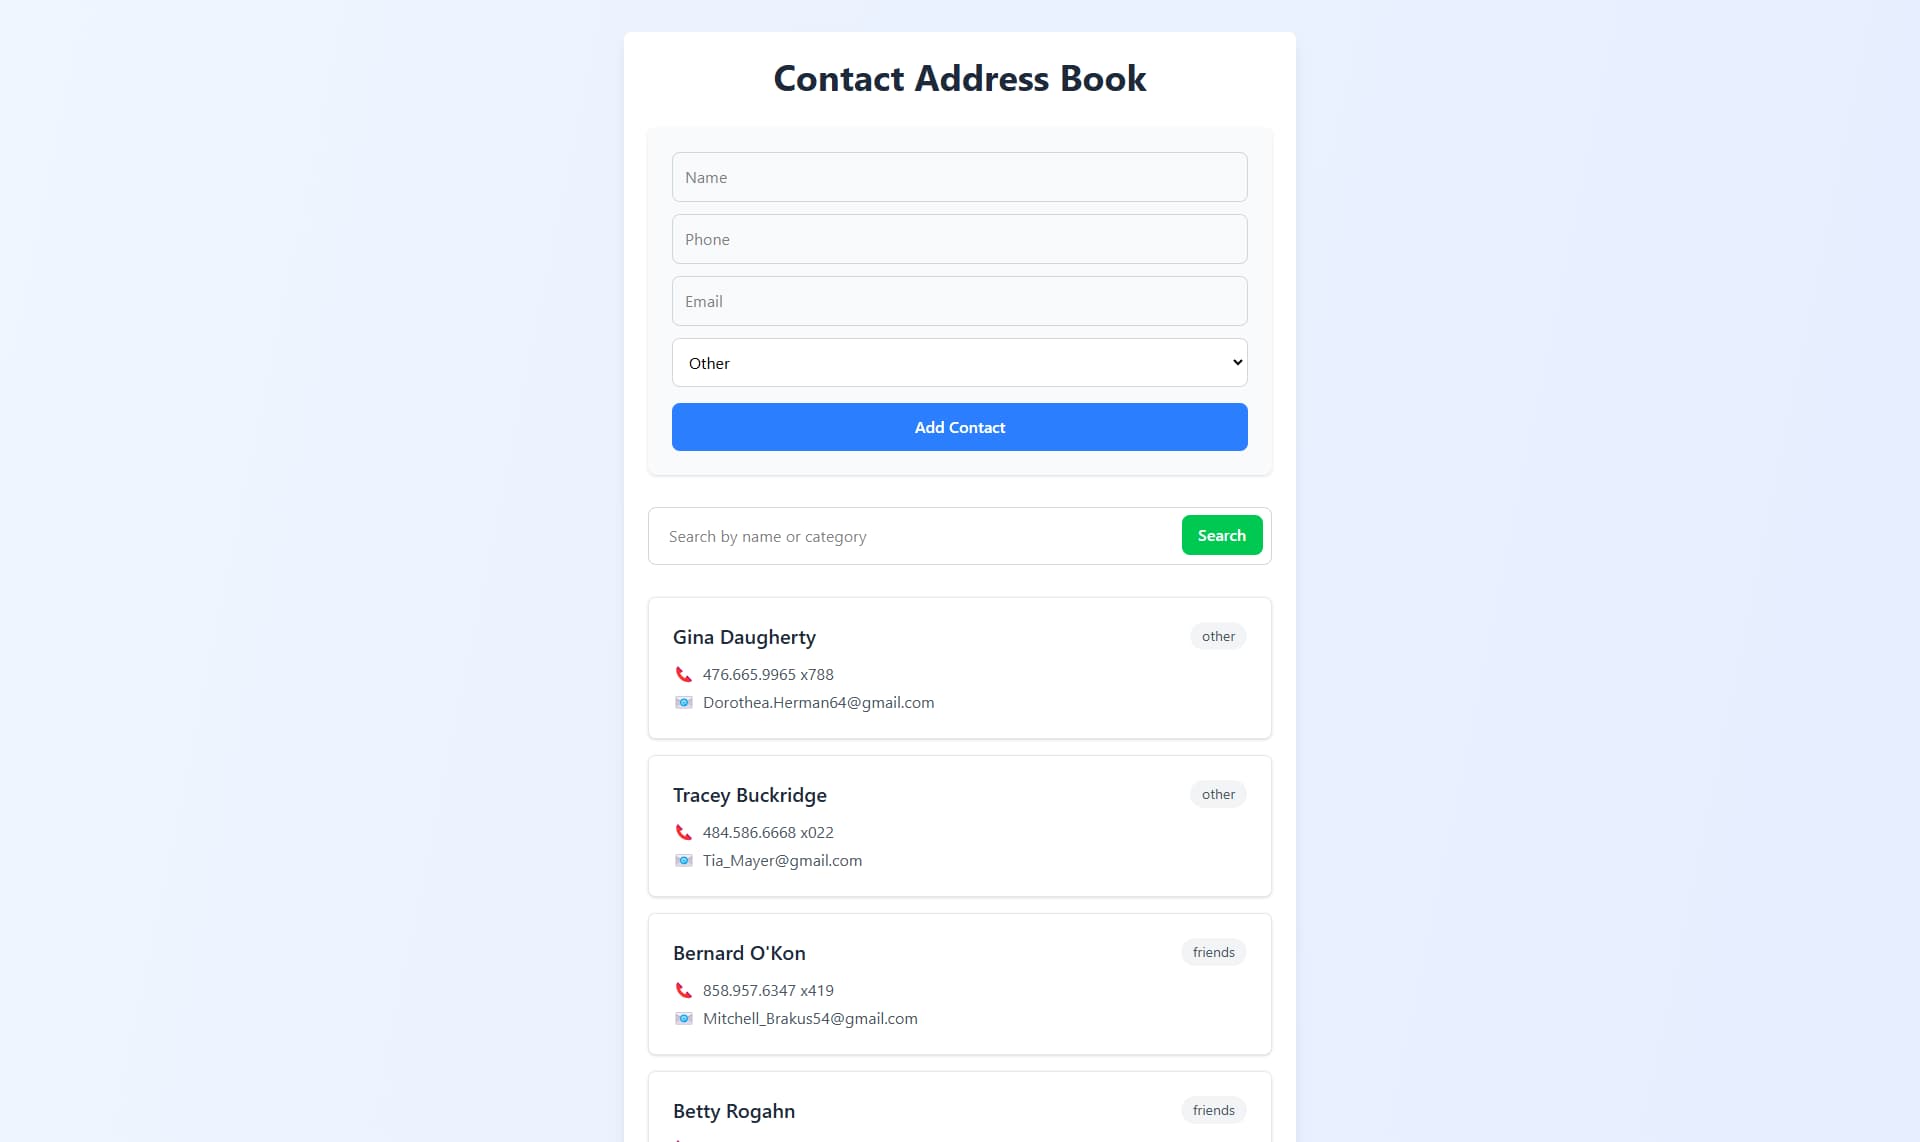 Contact Address Book
Name
Phone
Email
Other
Add Contact
Search by name or category
Search
Gina Daugherty
other
476.665.9965 x788
Dorothea.Herman64@gmail.com
Tracey Buckridge
other
484.586.6668 x022
Tia_Mayer@gmail.com
Bernard O'Kon
friends
858.957.6347 x419
Mitchell_Brakus54@gmail.com
Betty Rogahn
friends